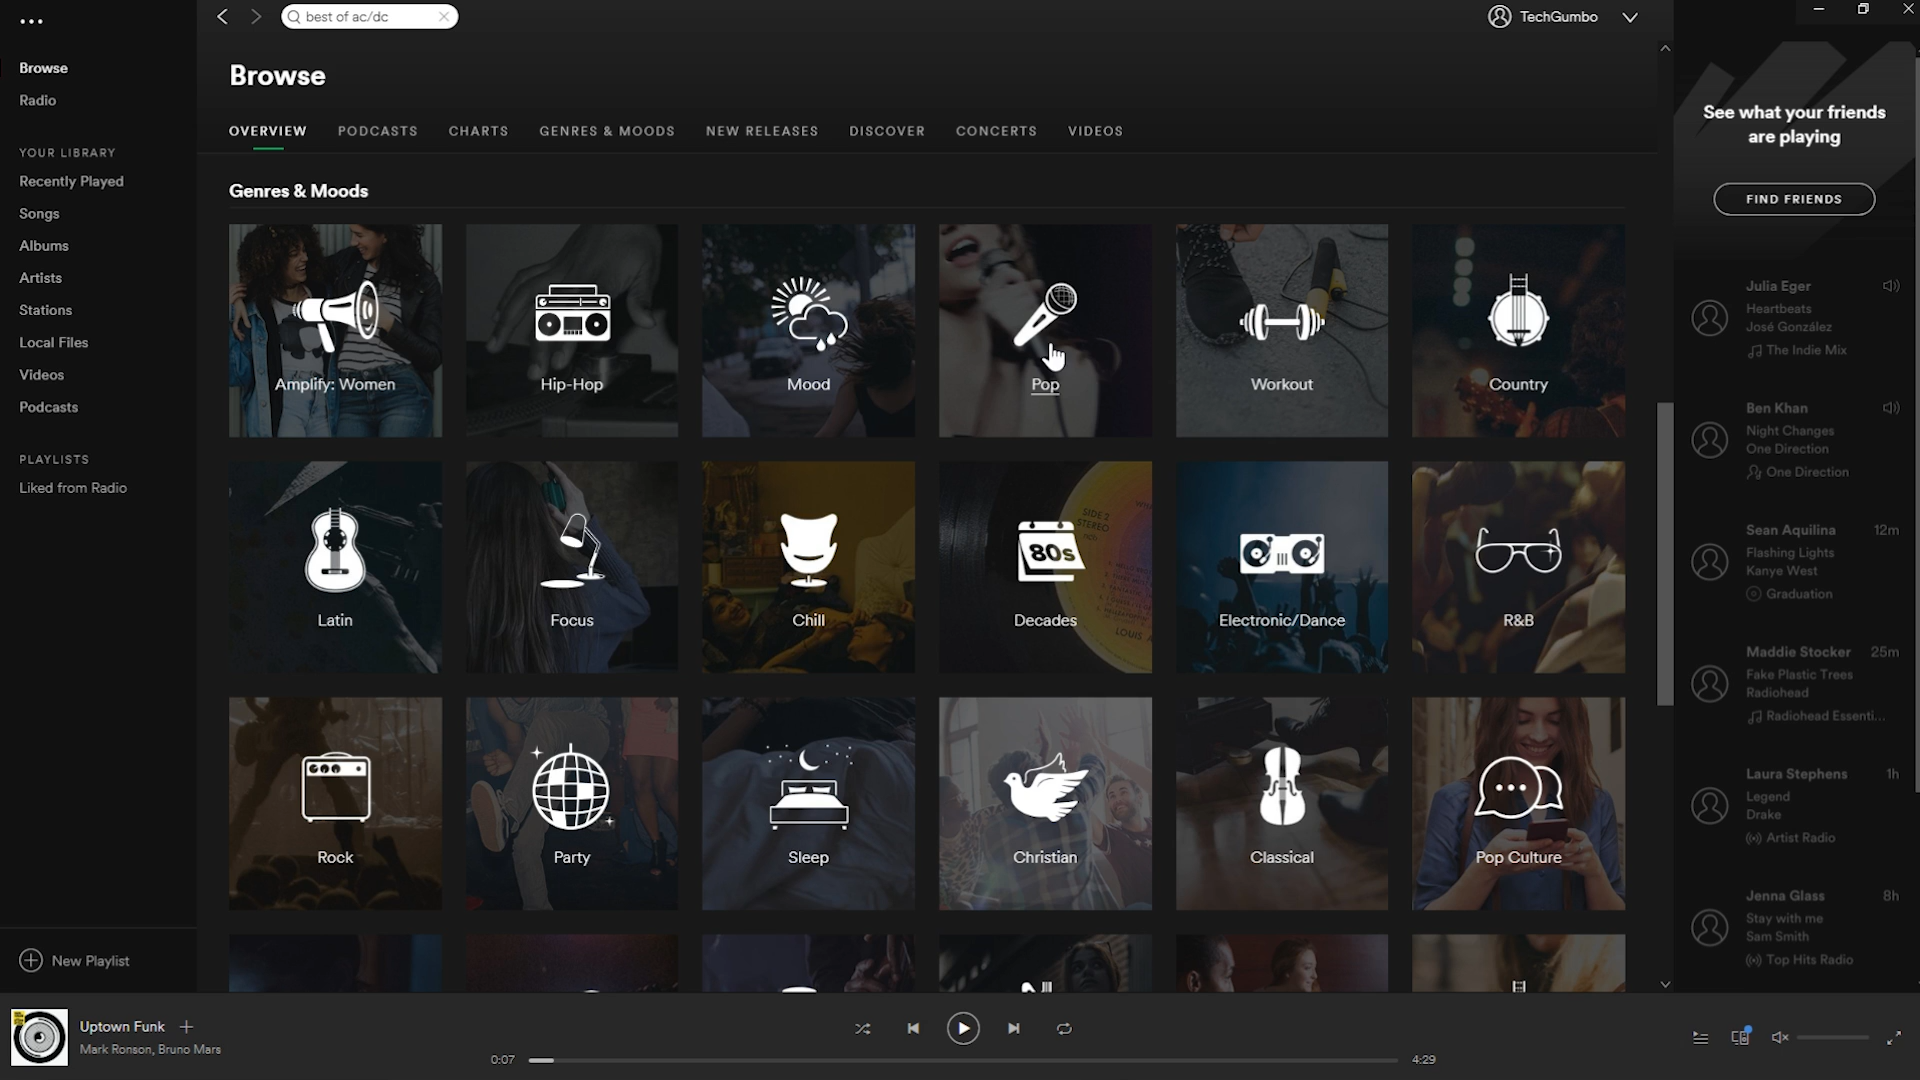 best of ac/dc
TechGumbo
Browse
Radio
YOUR LIBRARY
Recently Played
Songs
Albums
Artists
Stations
Local Files
Videos
Podcasts
PLAYLISTS
Liked from Radio
New Playlist
Browse
OVERVIEW PODCASTS CHARTS GENRES & MOODS NEW RELEASES DISCOVER CONCERTS VIDEOS
Genres & Moods
Amplify: Women
Hip-Hop
Mood
Pop
Workout
Country
Latin
Focus
Chill
SIDE 2
STEREO
80s
Decades
Electronic/Dance
R&B
Rock
Party
Sleep
Christian
Classical
Pop Culture
See what your friends
are playing
FIND FRIENDS
Julia Eger
Heartbeats
José González
The Indie Mix
Ben Khan
Night Changes
One Direction
One Direction
Sean Aquilina 12m
Flashing Lights
Kanye West
Graduation
Maddie Stocker 25m
Fake Plastic Trees
Radiohead
Radiohead Essenti...
Laura Stephens 1h
Legend
Drake
Artist Radio
Jenna Glass 8h
Stay with me
Sam Smith
Top Hits Radio
Uptown Funk
Mark Ronson, Bruno Mars
0:07
4:29